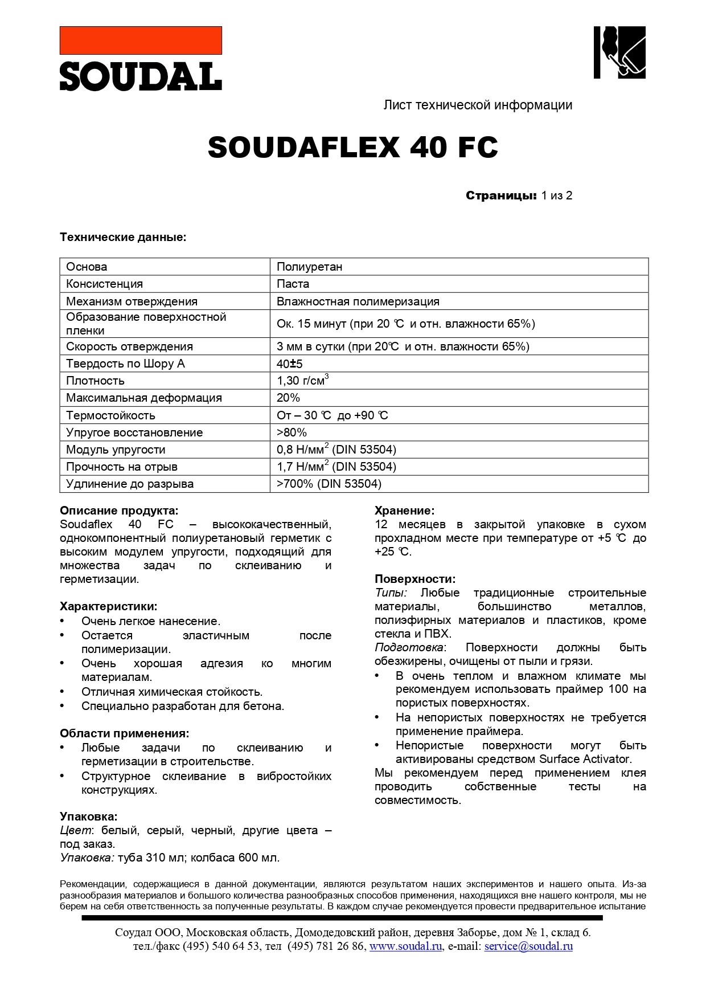 SOUDAL
Лист технической информации
SOUDAFLEX 40 FC
Страницы: 1 из 2
Технические данные:
Основа Полиуретан
Консистенция Паста
Механизм отверждения Влажностная полимеризация
Образование поверхностной
пленки
Ок. 15 минут (при 20 °C и отн. влажности 65%)
Скорость отверждения 3 мм в сутки (при 20°C и отн. влажности 65%)
Твердость по Шору А 40±5
Плотность 1,30 г/см³
Максимальная деформация 20%
Термостойкость От – 30 °C до +90 °C
Упругое восстановление >80%
Модуль упругости 0,8 Н/мм² (DIN 53504)
Прочность на отрыв 1,7 Н/мм² (DIN 53504)
Удлинение до разрыва >700% (DIN 53504)
Описание продукта:
Soudaflex 40 FC – высококачественный,
однокомпонентный полиуретановый герметик с
высоким модулем упругости, подходящий для
множества задач по склеиванию и
герметизации.
Характеристики:
• Очень легкое нанесение.
• Остается эластичным после
полимеризации.
• Очень хорошая адгезия ко многим
материалам.
• Отличная химическая стойкость.
• Специально разработан для бетона.
Области применения:
• Любые задачи по склеиванию и
герметизации в строительстве.
• Структурное склеивание в вибростойких
конструкциях.
Упаковка:
Цвет: белый, серый, черный, другие цвета –
под заказ.
Упаковка: туба 310 мл; колбаса 600 мл.
Хранение:
12 месяцев в закрытой упаковке в сухом
прохладном месте при температуре от +5 °C до
+25 °C.
Поверхности:
Типы: Любые традиционные строительные
материалы, большинство металлов,
полиэфирных материалов и пластиков, кроме
стекла и ПВХ.
Подготовка: Поверхности должны быть
обезжирены, очищены от пыли и грязи.
• В очень теплом и влажном климате мы
рекомендуем использовать праймер 100 на
пористых поверхностях.
• На непористых поверхностях не требуется
применение праймера.
• Непористые поверхности могут быть
активированы средством Surface Activator.
Мы рекомендуем перед применением клея
проводить собственные тесты на
совместимость.
Рекомендации, содержащиеся в данной документации, являются результатом наших экспериментов и нашего опыта. Из-за
разнообразия материалов и большого количества разнообразных способов применения, находящихся вне нашего контроля, мы не
берем на себя ответственность за полученные результаты. В каждом случае рекомендуется провести предварительное испытание
Соудал ООО, Московская область, Домодедовский район, деревня Заборье, дом № 1, склад 6.
тел./факс (495) 540 64 53, тел (495) 781 26 86, www.soudal.ru, e-mail: service@soudal.ru